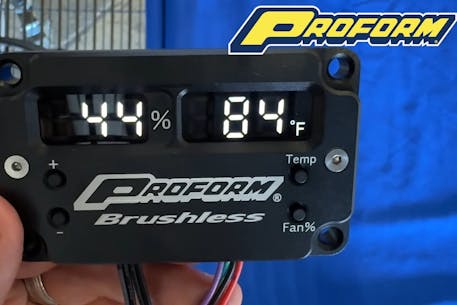 PROFORM
44% 84°F
+ Temp
PROFORM®
Brushless
- Fan%